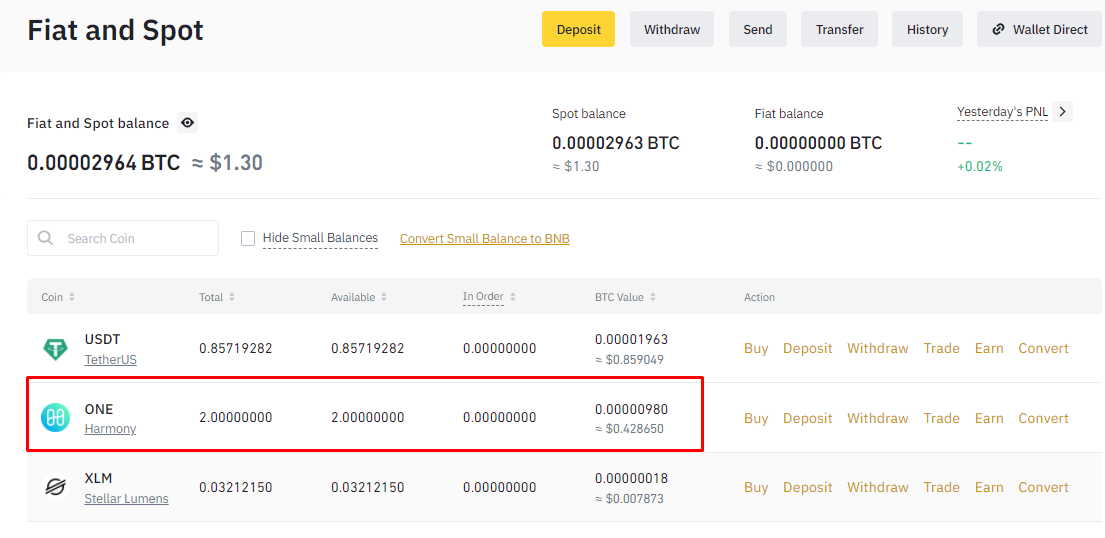 Fiat and Spot
Deposit Withdraw Send Transfer History Wallet Direct
Fiat and Spot balance
0.00002964 BTC ≈ $1.30
Spot balance
0.00002963 BTC
≈ $1.30
Fiat balance
0.00000000 BTC
≈ $0.000000
Yesterday's PNL
--
+0.02%
Search Coin
Hide Small Balances
Convert Small Balance to BNB
Coin Total Available In Order BTC Value Action
USDT
TetherUS
0.85719282 0.85719282 0.00000000
0.00001963
≈ $0.859049
Buy Deposit Withdraw Trade Earn Convert
ONE
Harmony
2.00000000 2.00000000 0.00000000
0.00000980
≈ $0.428650
Buy Deposit Withdraw Trade Earn Convert
XLM
Stellar Lumens
0.03212150 0.03212150 0.00000000
0.00000018
≈ $0.007873
Buy Deposit Withdraw Trade Earn Convert